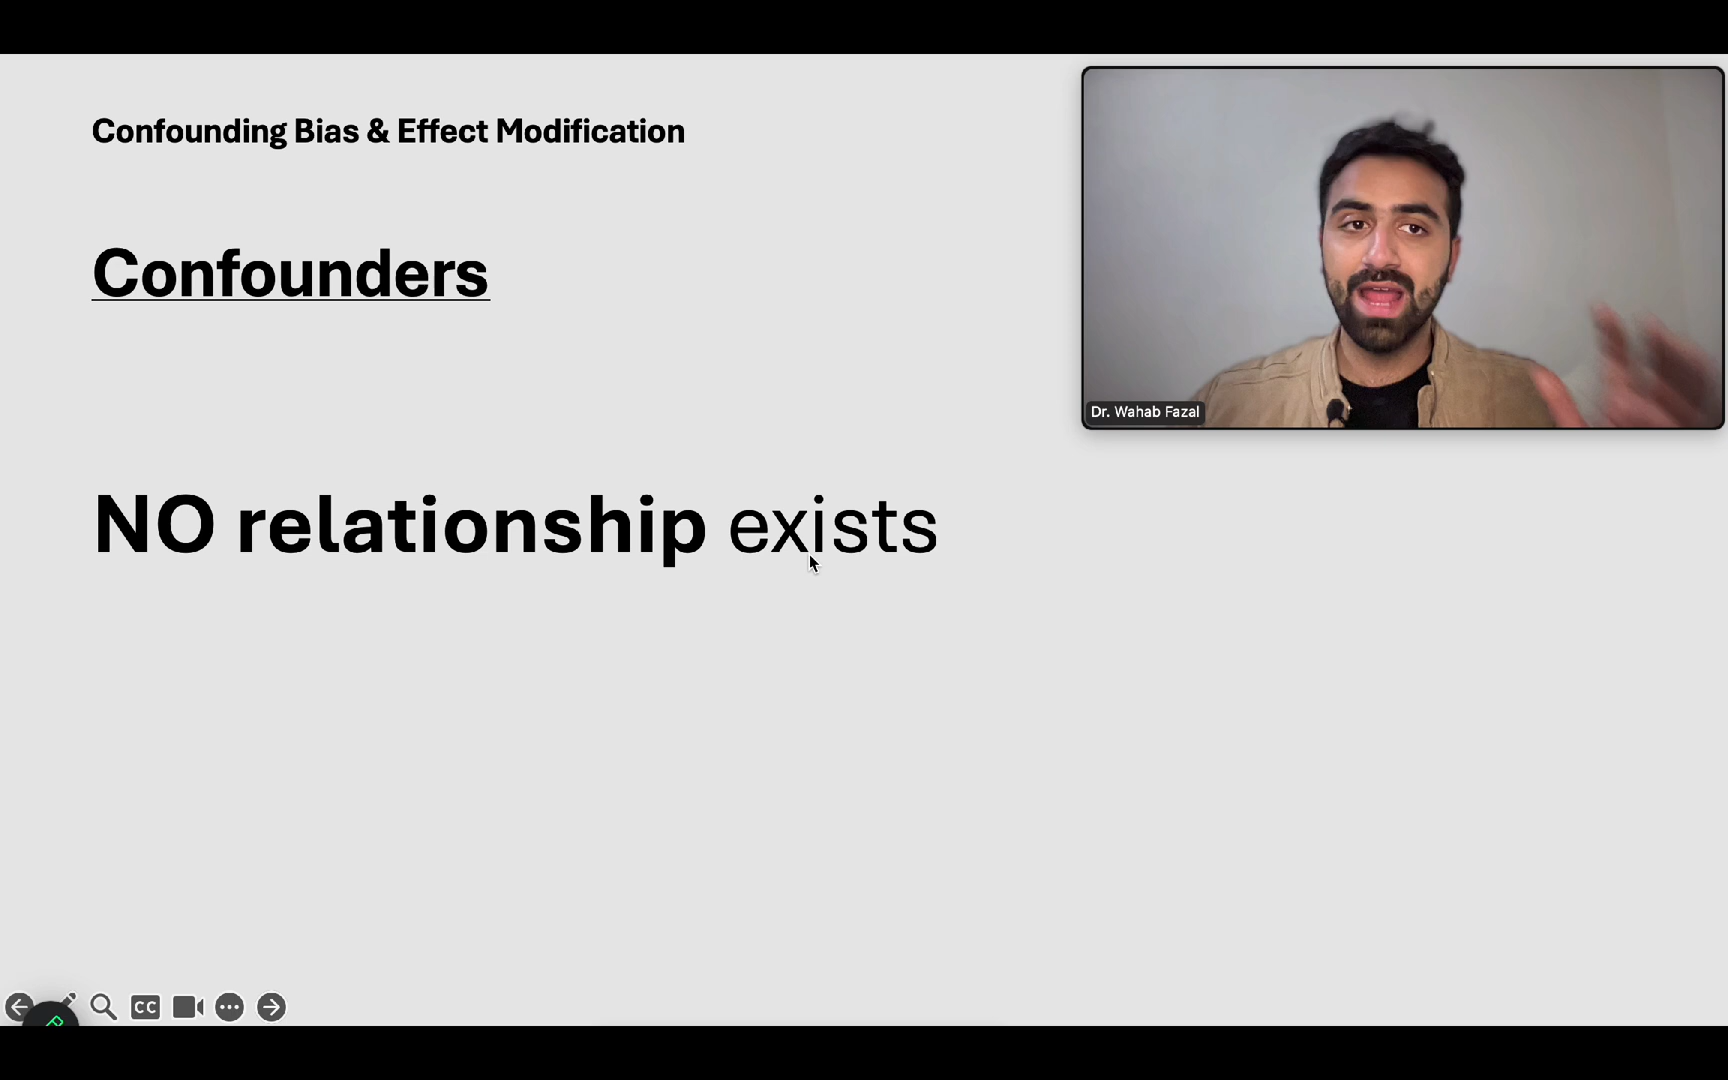 Confounding Bias & Effect Modification
Confounders
Dr. Wahab Fazal
NO relationship exists
CC